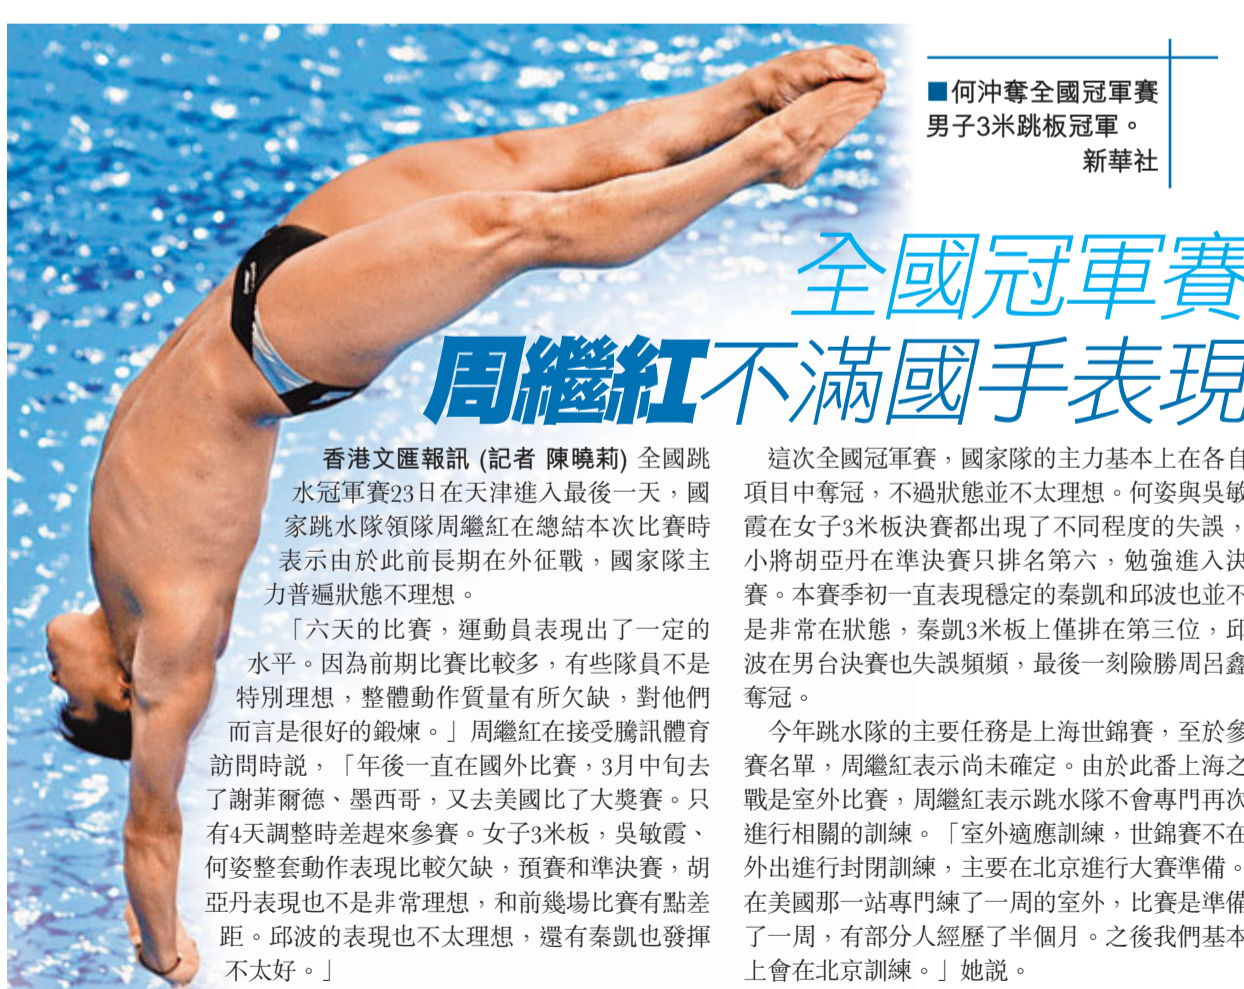 ■何沖奪全國冠軍賽
男子3米跳板冠軍。
新華社
全國冠軍賽
周繼紅不滿國手表現
香港文匯報訊 (記者 陳曉莉) 全國跳
水冠軍賽23日在天津進入最後一天，國
家跳水隊領隊周繼紅在總結本次比賽時
表示由於此前長期在外征戰，國家隊主
力普遍狀態不理想。
「六天的比賽，運動員表現出了一定的
水平。因為前期比賽比較多，有些隊員不是
特別理想，整體動作質量有所欠缺，對他們
而言是很好的鍛煉。」周繼紅在接受騰訊體育
訪問時説，「年後一直在國外比賽，3月中旬去
了謝菲爾德、墨西哥，又去美國比了大獎賽。只
有4天調整時差趕來參賽。女子3米板，吳敏霞、
何姿整套動作表現比較欠缺，預賽和準決賽，胡
亞丹表現也不是非常理想，和前幾場比賽有點差
距。邱波的表現也不太理想，還有秦凱也發揮
不太好。」
這次全國冠軍賽，國家隊的主力基本上在各自
項目中奪冠，不過狀態並不太理想。何姿與吳敏
霞在女子3米板決賽都出現了不同程度的失誤，
小將胡亞丹在準決賽只排名第六，勉強進入決
賽。本賽季初一直表現穩定的秦凱和邱波也並不
是非常在狀態，秦凱3米板上僅排在第三位，邱
波在男台決賽也失誤頻頻，最後一刻險勝周呂鑫
奪冠。
今年跳水隊的主要任務是上海世錦賽，至於參
賽名單，周繼紅表示尚未確定。由於此番上海之
戰是室外比賽，周繼紅表示跳水隊不會專門再次
進行相關的訓練。「室外適應訓練，世錦賽不在
外出進行封閉訓練，主要在北京進行大賽準備。
在美國那一站專門練了一周的室外，比賽是準備
了一周，有部分人經歷了半個月。之後我們基本
上會在北京訓練。」她説。